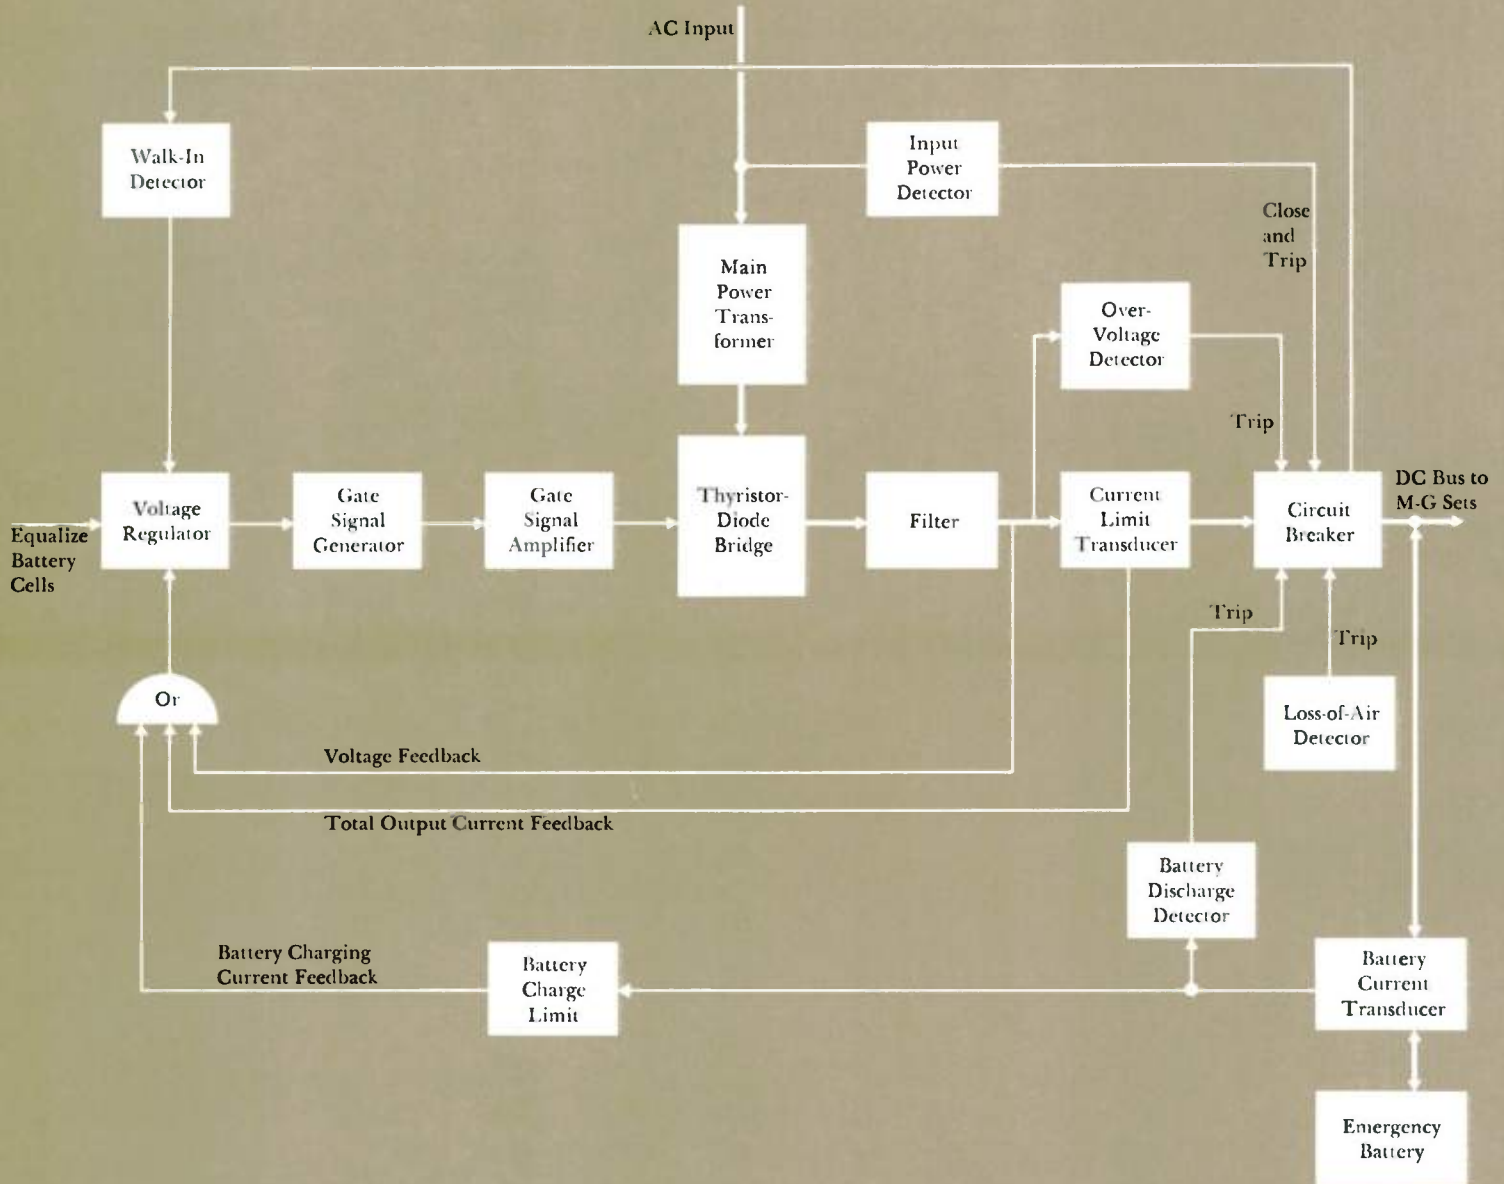 AC Input
Walk-In
Detector
Input
Power
Detector
Close
and
Trip
Main
Power
Trans-
former
Over-
Voltage
Detector
Trip
Equalize
Battery
Cells
Voltage
Regulator
Gate
Signal
Generator
Gate
Signal
Amplifier
Thyristor-
Diode
Bridge
Filter
Current
Limit
Transducer
Circuit
Breaker
DC Bus to
M-G Sets
Trip
Trip
Or
Loss-of-Air
Detector
Voltage Feedback
Total Output Current Feedback
Battery
Discharge
Detector
Battery Charging
Current Feedback
Battery
Charge
Limit
Battery
Current
Transducer
Emergency
Battery